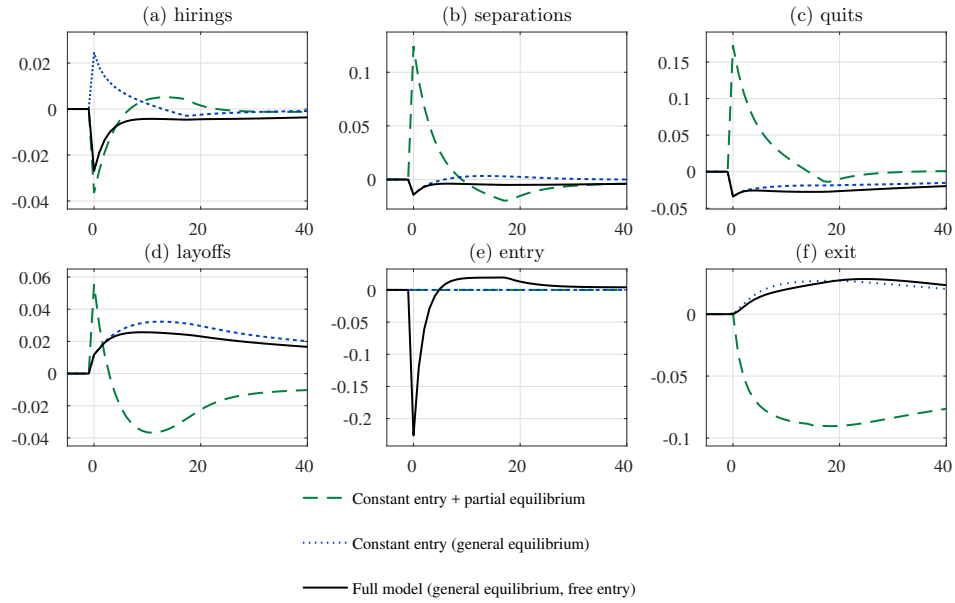 (a) hirings
(b) separations
(c) quits
0.02
0
-0.02
-0.04
0 20 40
0.1
0.05
0
0 20 40
0.15
0.1
0.05
0
-0.05
0 20 40
(d) layoffs
(e) entry
(f) exit
0.06
0.04
0.02
0
-0.02
-0.04
0 20 40
0
-0.05
-0.1
-0.15
-0.2
0 20 40
0
-0.05
-0.1
0 20 40
Constant entry + partial equilibrium
Constant entry (general equilibrium)
Full model (general equilibrium, free entry)